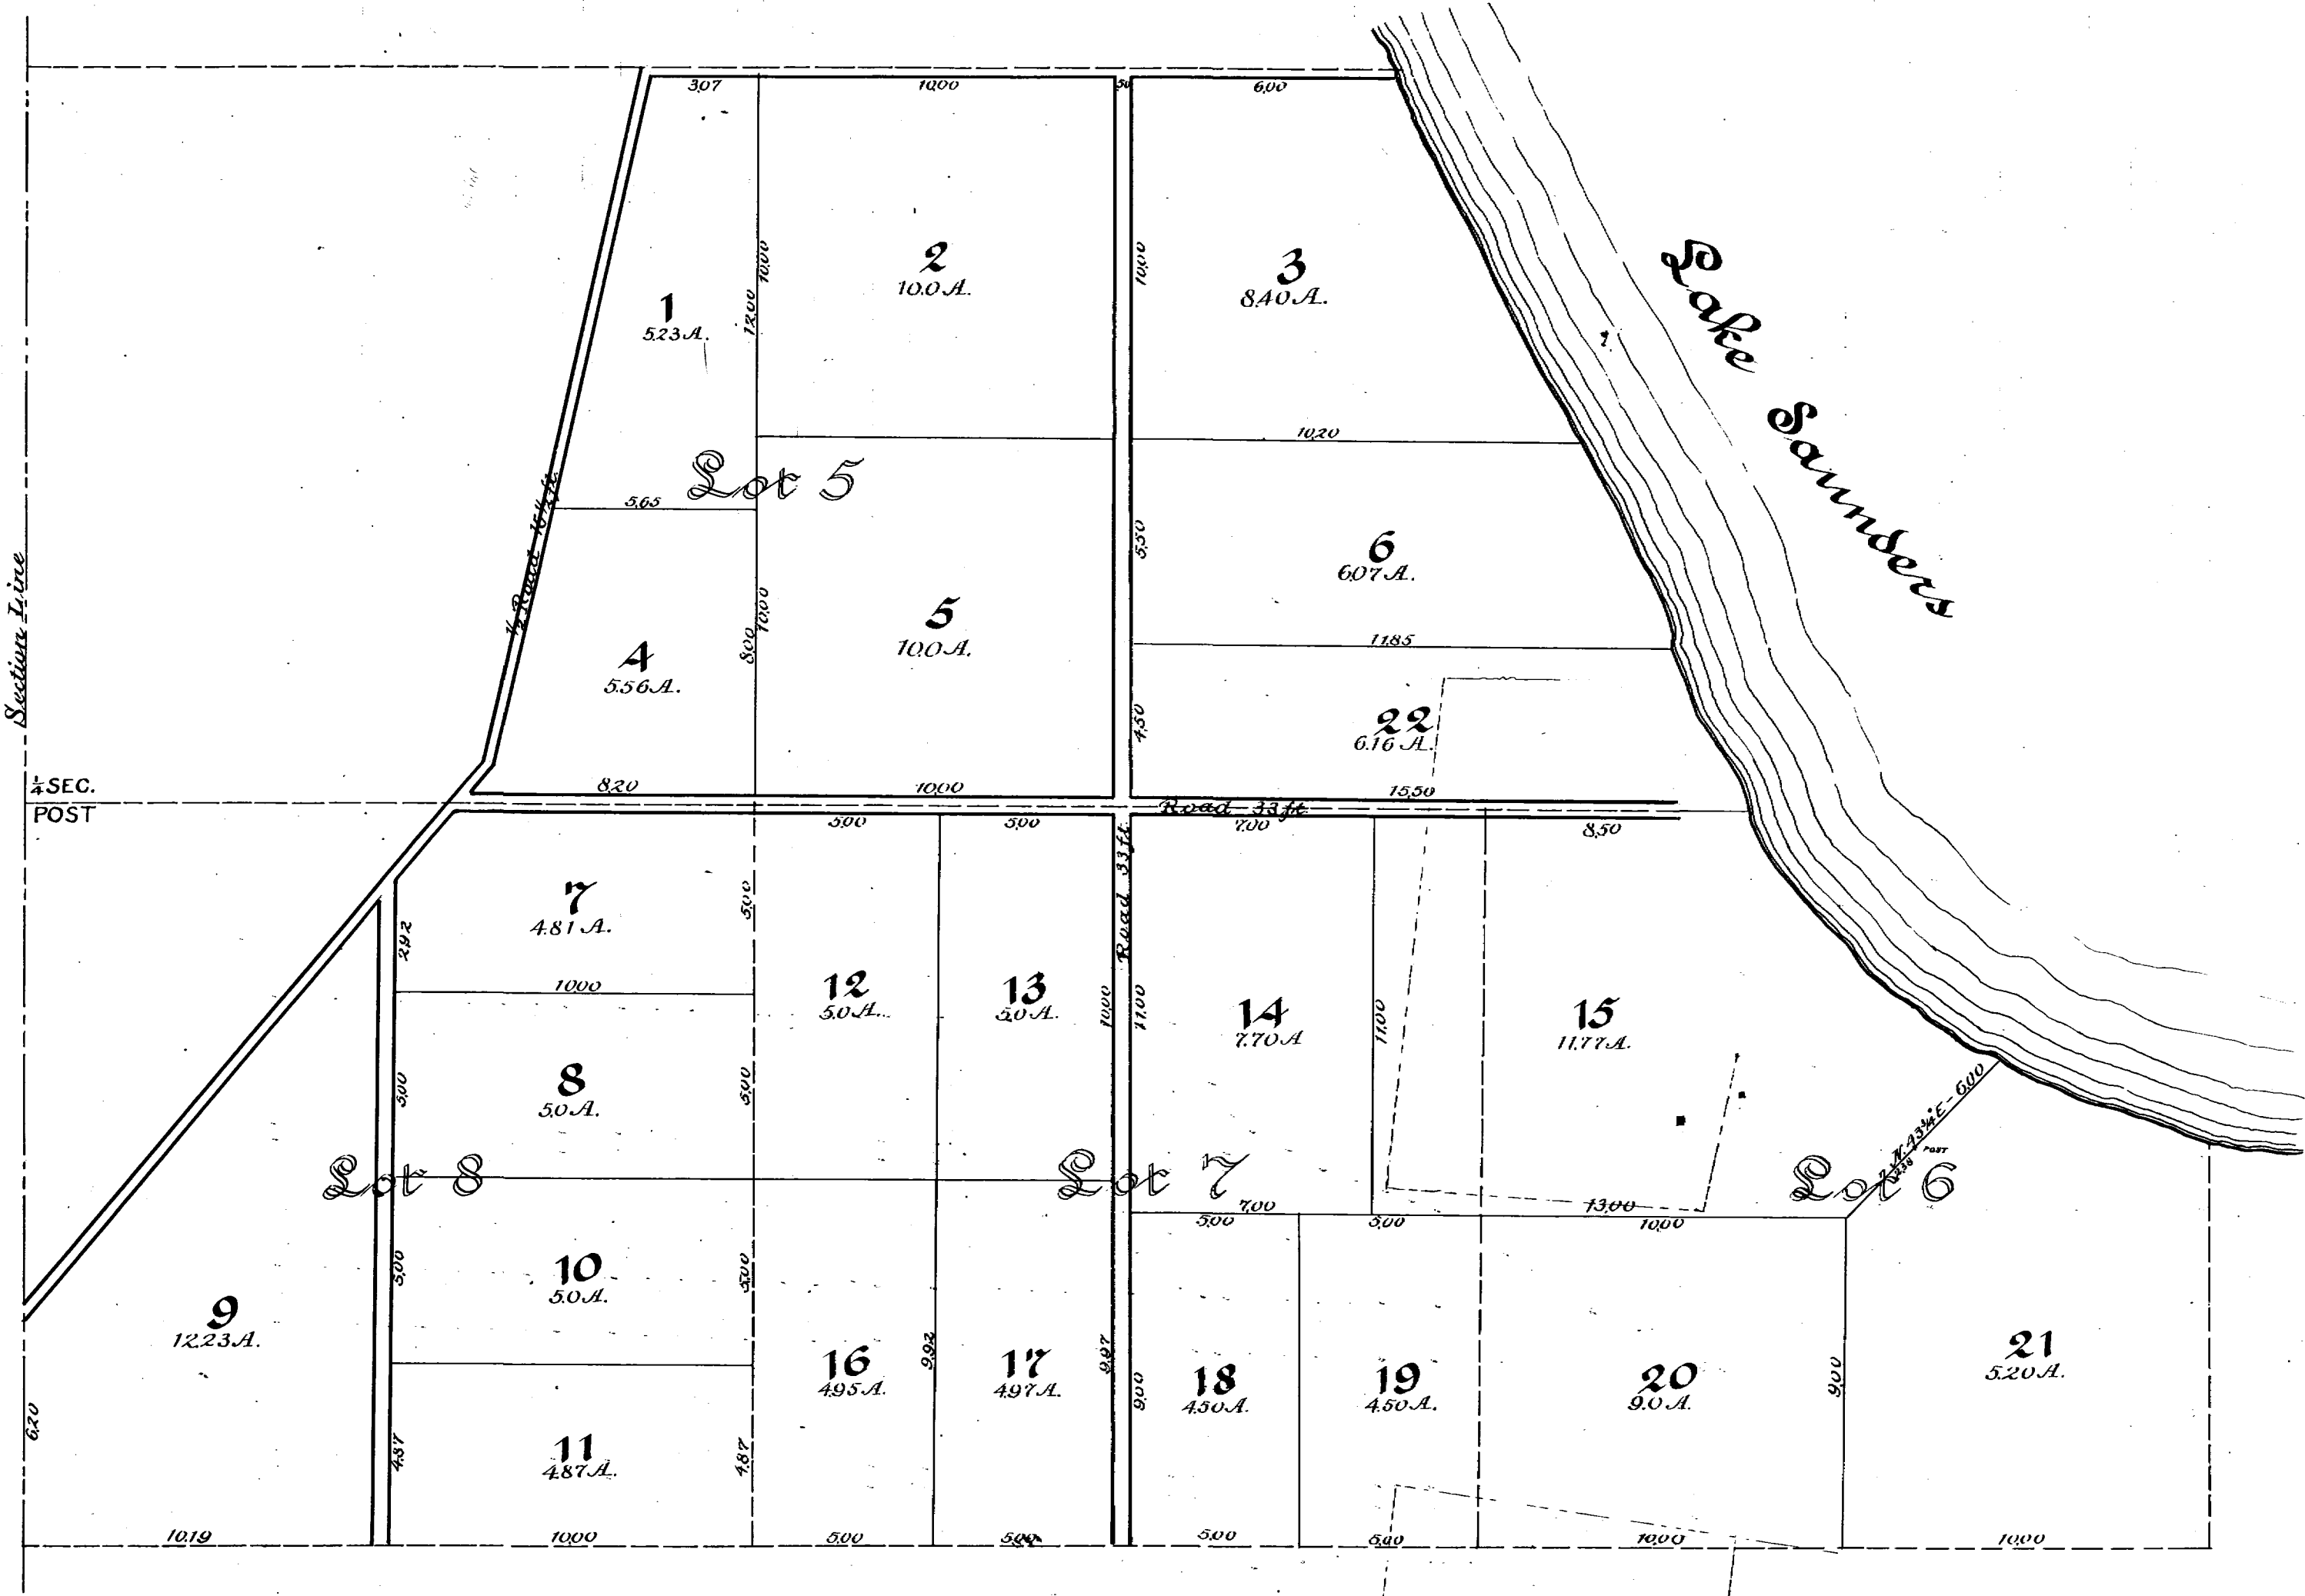 3.07
10.00
50
6.00
Lake Saunders
10.00
12.00
10.00
1
5.23 A.
2
10.0 A.
3
8.40 A.
10.20
Lot 5
5.65
½ Road 16½ ft.
5.50
6
6.07 A.
11.85
Section Line
4
5.56 A.
8.00
10.00
5
10.0 A.
4.50
22
6.16 A.
¼ SEC.
POST
8.20
10.00
15.50
Road 33 ft.
5.00
5.00
7.00
8.50
Road 33 ft.
7
4.81 A.
2.92
5.00
10.00
12
5.0 A.
13
5.0 A.
10.00
11.00
14
7.70 A
11.00
15
11.77 A.
8
5.0 A.
5.00
5.00
N. 43¾° E - 6.00
POST
Lot 8
Lot 7
Lot 6
7.00
13.00
5.00
5.00
10.00
10
5.0 A.
5.00
5.00
9
12.23 A.
6.20
16
4.95 A.
9.92
17
4.97 A.
9.97
9.00
18
4.50 A.
19
4.50 A.
20
9.0 A.
9.00
21
5.20 A.
11
4.87 A.
4.87
4.87
10.19
10.00
5.00
5.00
5.00
5.00
10.00
10.00